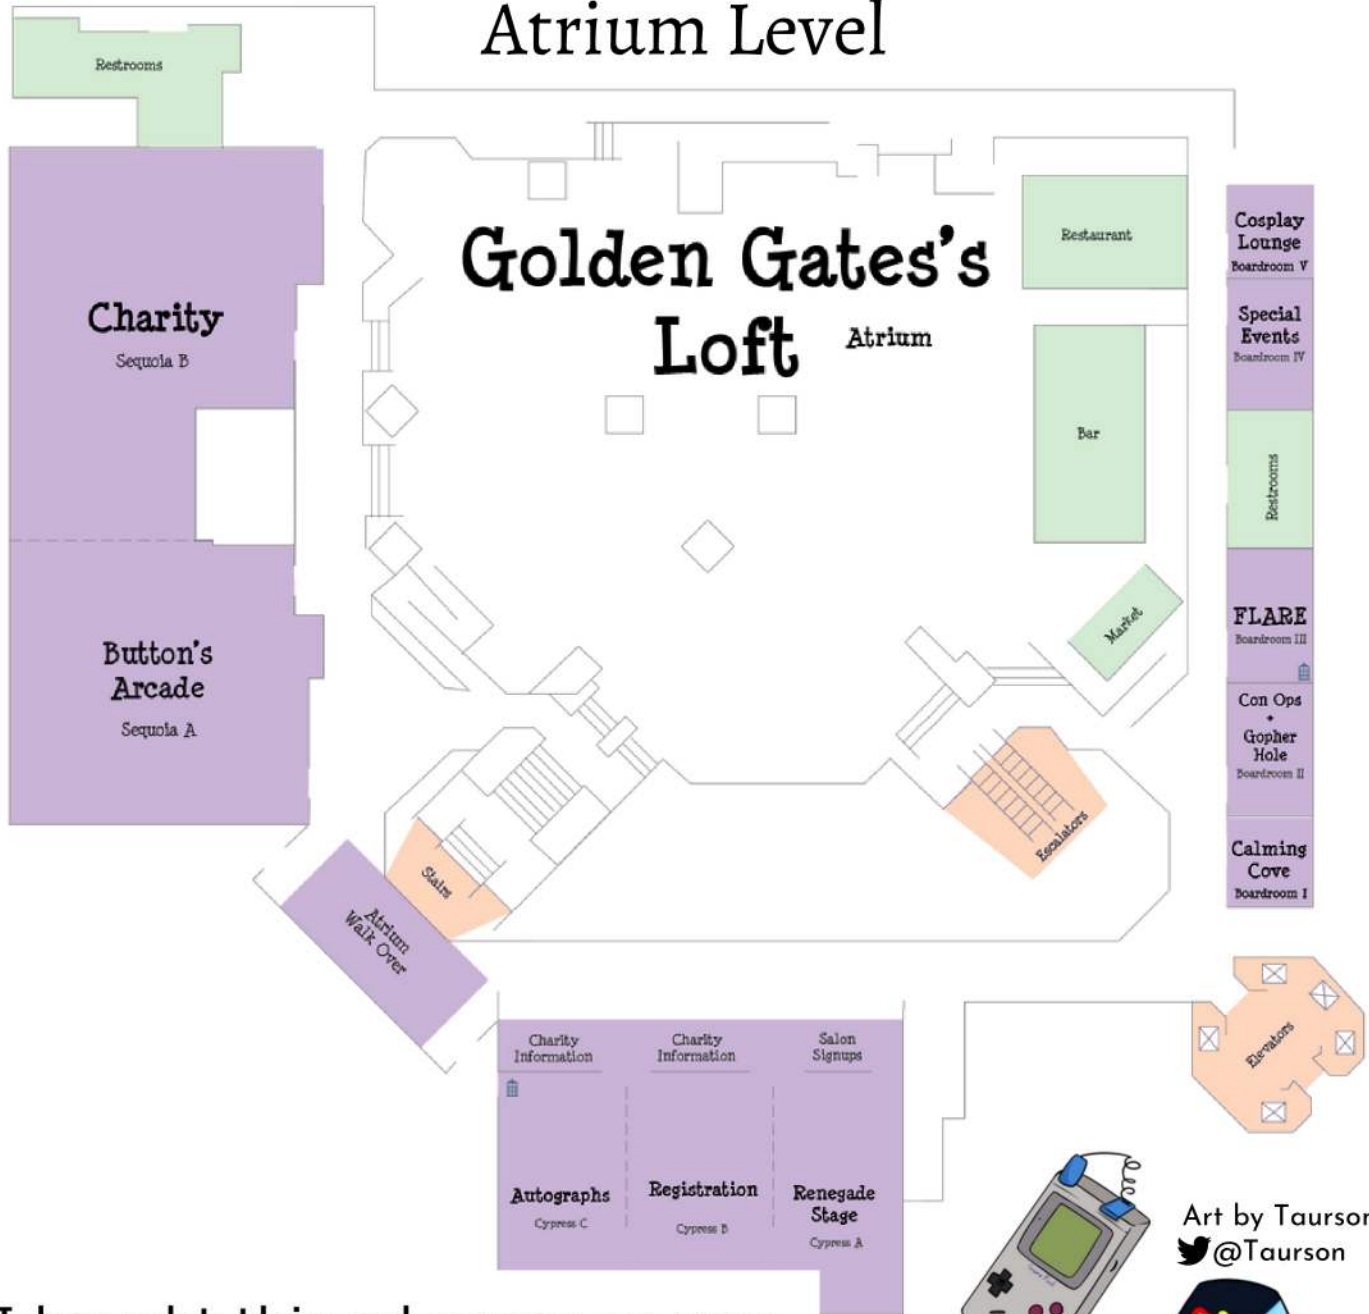 Atrium Level
Restrooms
Golden Gates's
Loft
Atrium
Restaurant
Cosplay
Lounge
Boardroom V
Special
Events
Boardroom IV
Charity
Sequoia B
Bar
Restrooms
Market
FLARE
Boardroom III
Button's
Arcade
Sequoia A
Con Ops
+
Gopher
Hole
Boardroom II
Escalators
Calming
Cove
Boardroom I
Stairs
Atrium
Walk Over
Charity
Information
Charity
Information
Salon
Signups
Elevators
Autographs
Cypress C
Registration
Cypress B
Renegade
Stage
Cypress A
Art by Taurson
@Taurson